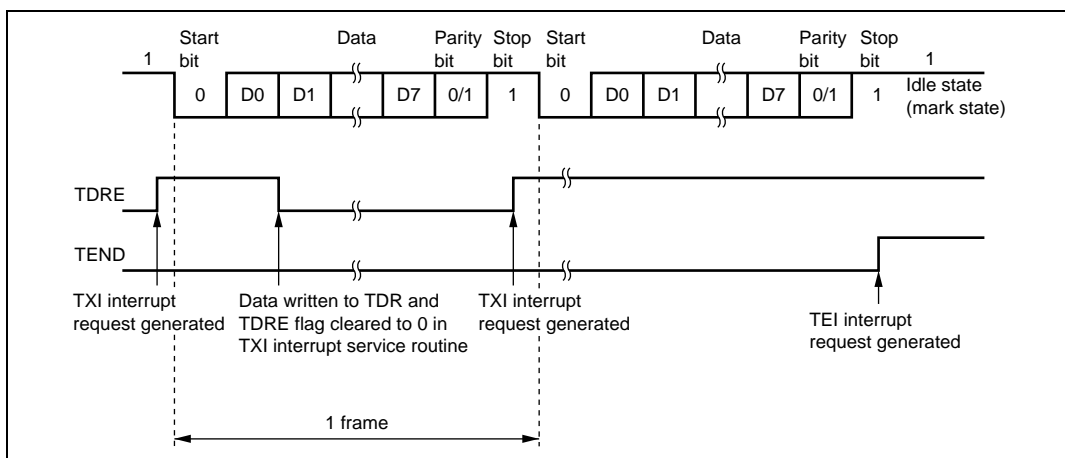 1
Start
bit
Data
Parity
bit
Stop
bit
Start
bit
Data
Parity
bit
Stop
bit
1
0 D0 D1 D7 0/1 1 0 D0 D1 D7 0/1 1
Idle state
(mark state)
TDRE
TEND
TXI interrupt
request generated
Data written to TDR and
TDRE flag cleared to 0 in
TXI interrupt service routine
TXI interrupt
request generated
TEI interrupt
request generated
1 frame